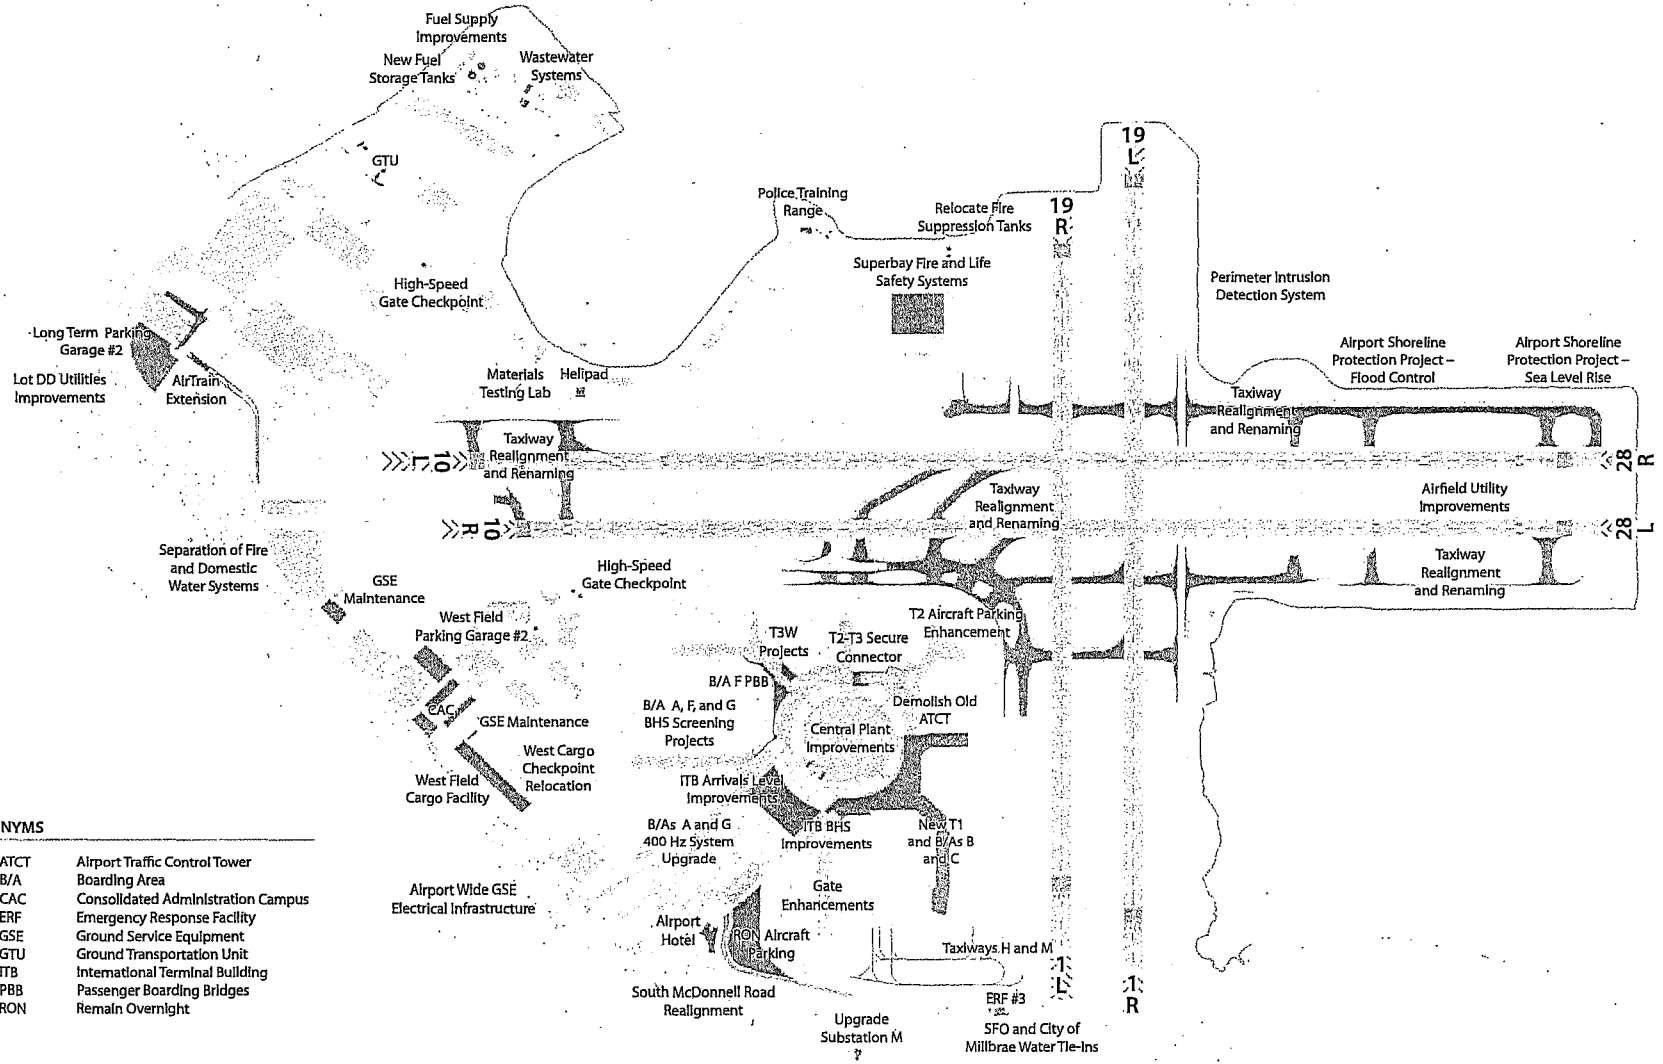 Fuel Supply
Improvements
New Fuel
Storage Tanks
Wastewater
Systems
GTU
19
L
Police Training
Range
19
R
Relocate Fire
Suppression Tanks
Superbay Fire and Life
Safety Systems
High-Speed
Gate Checkpoint
Perimeter Intrusion
Detection System
Long Term Parking
Garage #2
Lot DD Utilities
Improvements
AirTrain
Extension
Materials
Testing Lab
Helipad
Airport Shoreline
Protection Project –
Flood Control
Airport Shoreline
Protection Project –
Sea Level Rise
Taxiway
Realignment
and Renaming
Taxiway
Realignment
and Renaming
10
L
28
R
Taxiway
Realignment
and Renaming
Airfield Utility
Improvements
10
R
28
L
Separation of Fire
and Domestic
Water Systems
GSE
Maintenance
High-Speed
Gate Checkpoint
Taxiway
Realignment
and Renaming
West Field
Parking Garage #2
T3W
Projects
T2-T3 Secure
Connector
T2 Aircraft Parking
Enhancement
B/A F PBB
CAC
GSE Maintenance
B/A A, F, and G
BHS Screening
Projects
Central Plant
Improvements
Demolish Old
ATCT
West Cargo
Checkpoint
Relocation
West Field
Cargo Facility
ITB Arrivals Level
Improvements
B/As A and G
400 Hz System
Upgrade
ITB BHS
Improvements
New T1
and B/As B
and C
Airport Wide GSE
Electrical Infrastructure
Gate
Enhancements
Airport
Hotel
RON Aircraft
Parking
Taxiways H and M
1
L
1
R
South McDonnell Road
Realignment
ERF #3
Upgrade
Substation M
SFO and City of
Millbrae Water Tie-Ins
NYMS
ATCT Airport Traffic Control Tower
B/A Boarding Area
CAC Consolidated Administration Campus
ERF Emergency Response Facility
GSE Ground Service Equipment
GTU Ground Transportation Unit
ITB International Terminal Building
PBB Passenger Boarding Bridges
RON Remain Overnight